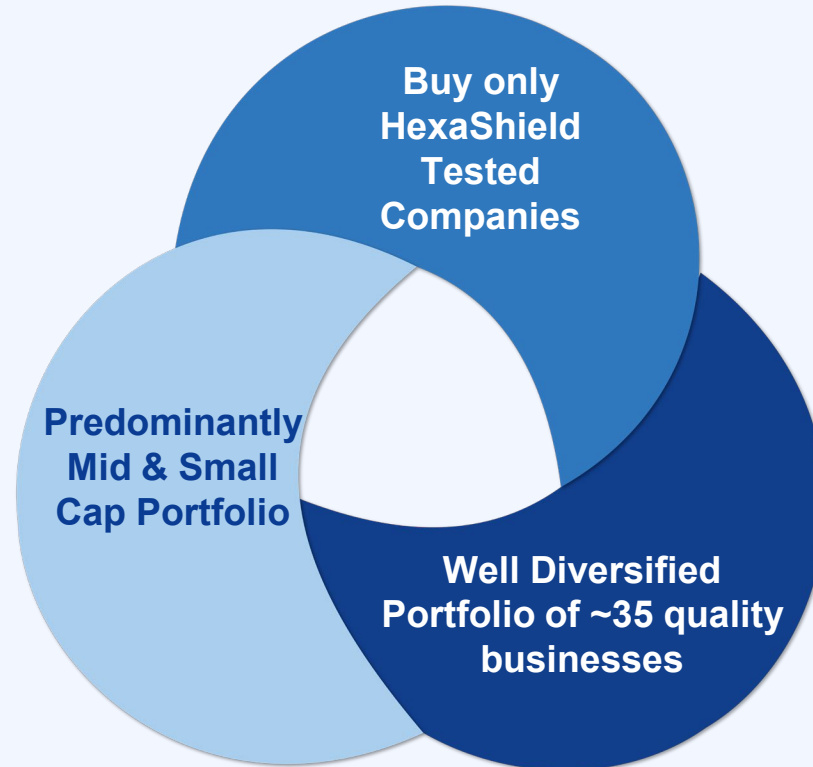 Buy only
HexaShield
Tested
Companies
Predominantly
Mid & Small
Cap Portfolio
Well Diversified
Portfolio of ~35 quality
businesses